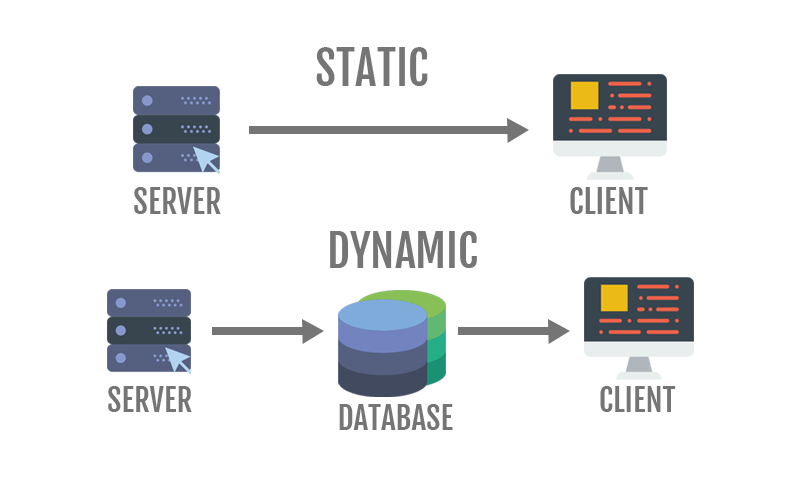 STATIC
SERVER
CLIENT
DYNAMIC
SERVER
DATABASE
CLIENT